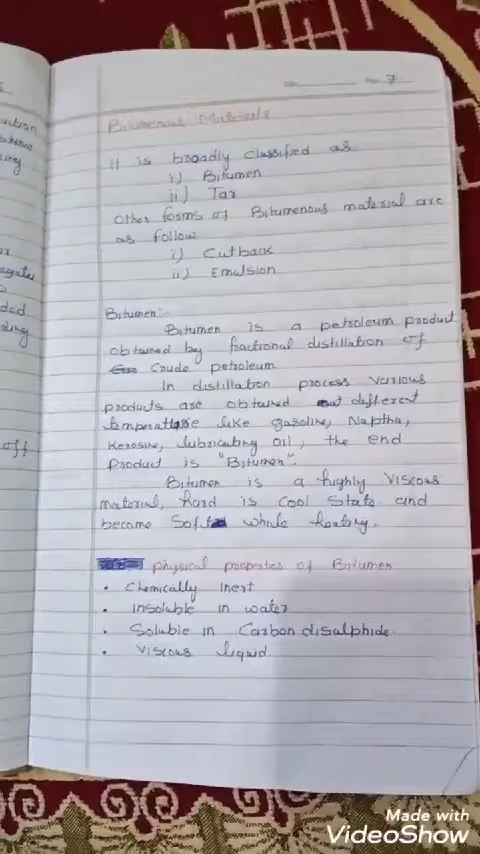 7
Bitumenous Materials
It is broadly classified as
i) Bitumen
ii) Tar
Other forms of Bitumenous material are
as follow
i) Cutback
ii) Emulsion
Bitumen:-
Bitumen is a petroleum product
obtained by fractional distillation of
Crude petroleum.
In distillation process various
products are obtained at different
temperature like gasoline, Naptha,
Kerosine, lubricating oil, the end
product is "Bitumen".
Bitumen is a highly viscous
material, hard is cool state and
become soft while heating.
physical properties of Bitumen
• Chemically inert
• Insoluble in water
• Soluble in Carbon disulphide.
• Viscous liquid
off
Made with
VideoShow